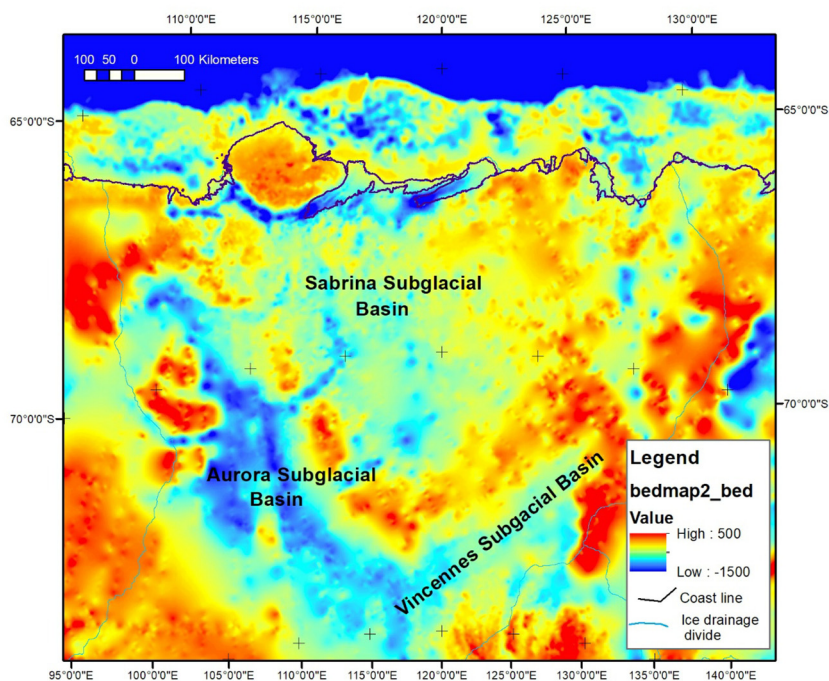 110°0'0"E 115°0'0"E 120°0'0"E 125°0'0"E 130°0'0"E
100 50 0 100 Kilometers
65°0'0"S 65°0'0"S
Sabrina Subglacial
Basin
70°0'0"S 70°0'0"S
Aurora Subglacial
Basin
Vincennes Subgacial Basin
Legend
bedmap2_bed
Value
High : 500
Low : -1500
Coast line
Ice drainage
divide
95°0'0"E 100°0'0"E 105°0'0"E 110°0'0"E 115°0'0"E 120°0'0"E 125°0'0"E 130°0'0"E 135°0'0"E 140°0'0"E